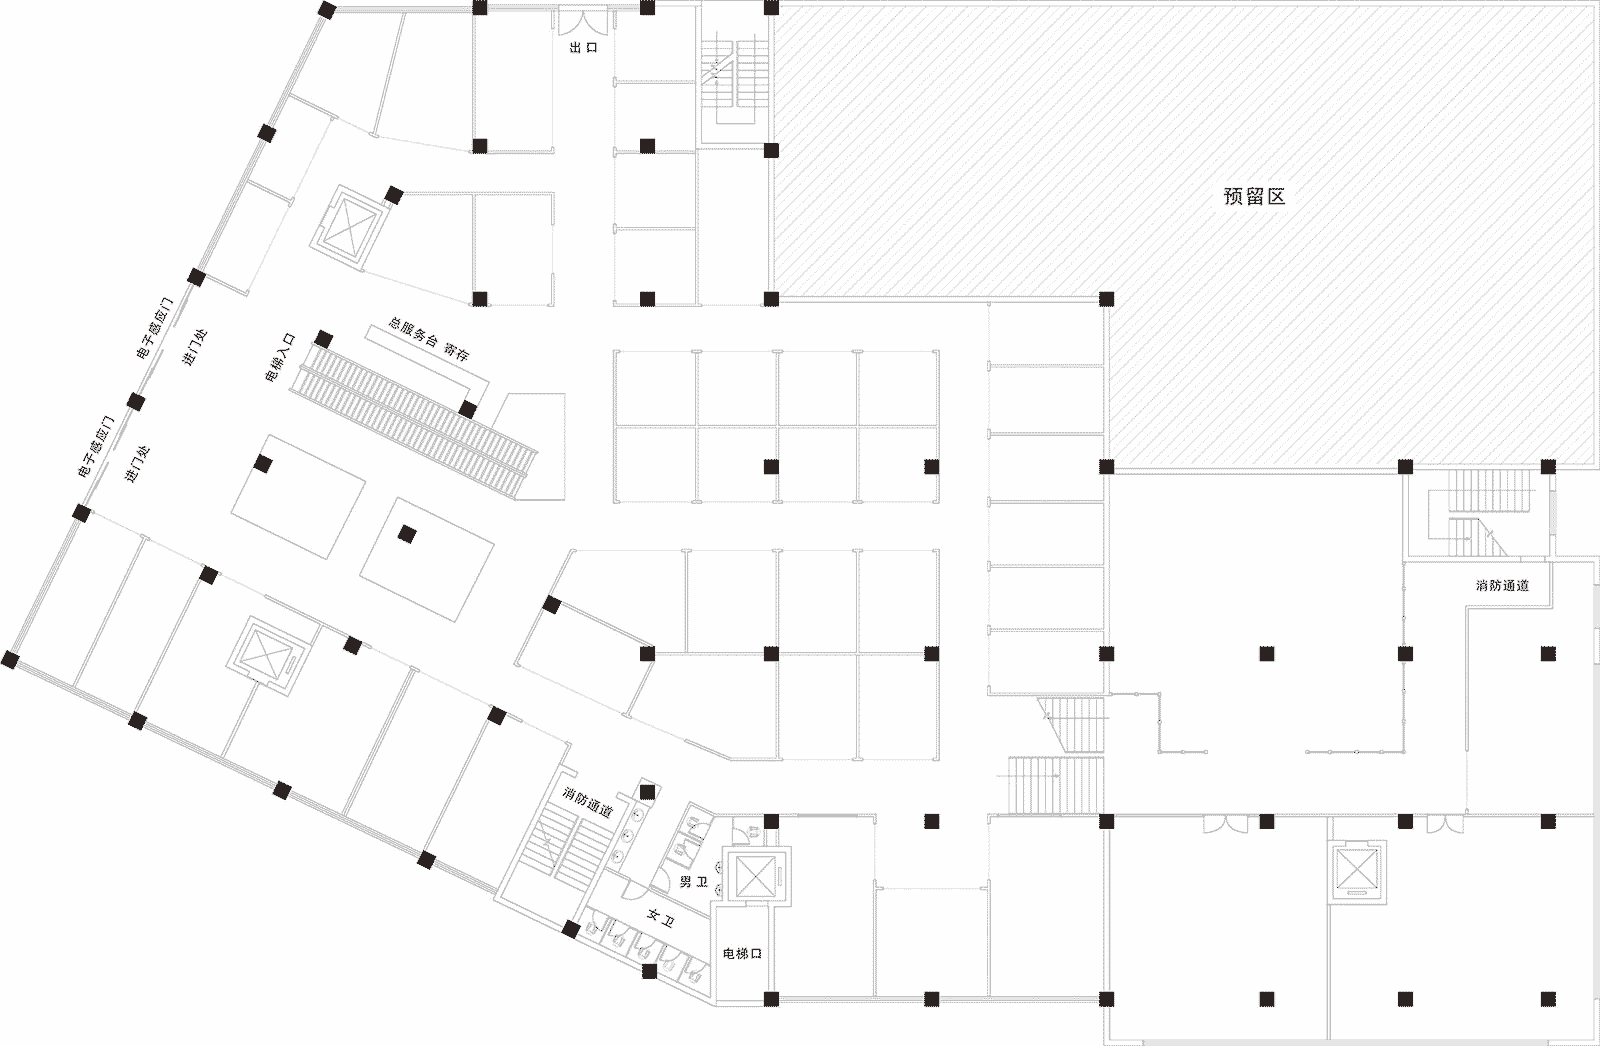 出口
预留区
电子感应门
进门处
电梯入口
总服务台 寄存
电子感应门
进门处
消防通道
消防通道
男卫
女卫
电梯口